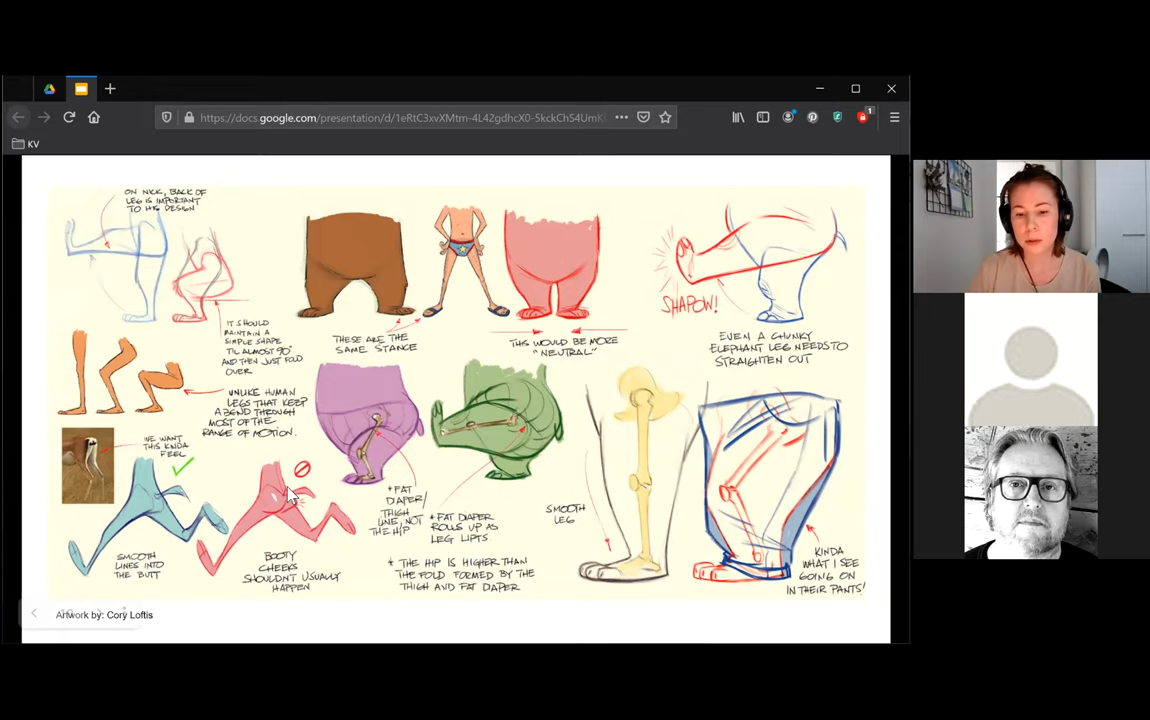 KV
https://docs.google.com/presentation/d/1eRtC3xvXMtm-4L42gdhcX0-5kckChS4UmK
1
ON NICK, BACK OF
LEG IS IMPORTANT
TO HIS DESIGN
IT SHOULD
MAINTAIN A
SIMPLE SHAPE
'TIL ALMOST 90°
AND THEN JUST FOLD
OVER
THESE ARE THE
SAME STANCE
THIS WOULD BE MORE
"NEUTRAL"
SHAPOW!
EVEN A CHUNKY
ELEPHANT LEG NEEDS TO
STRAIGHTEN OUT
UNLIKE HUMAN
LEGS THAT KEEP
A BEND THROUGH
MOST OF THE
RANGE OF MOTION.
WE WANT
THIS KINDA
FEEL
SMOOTH
LINES INTO
THE BUTT
BOOTY
CHEEKS
SHOULDN'T USUALLY
HAPPEN
* FAT
DIAPER/
THIGH
LINE, NOT
THE HIP
* FAT DIAPER
ROLLS UP AS
LEG LIFTS.
* THE HIP IS HIGHER THAN
THE FOLD FORMED BY THE
THIGH AND FAT DIAPER
SMOOTH
LEG
KINDA
WHAT I SEE
GOING ON
IN THEIR PANTS!
Artwork by: Cory Loftis